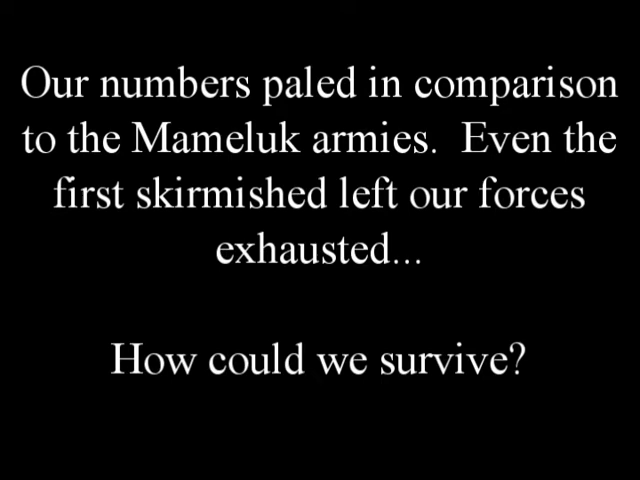 Our numbers paled in comparison
to the Mameluk armies.  Even the
first skirmished left our forces
exhausted...
How could we survive?